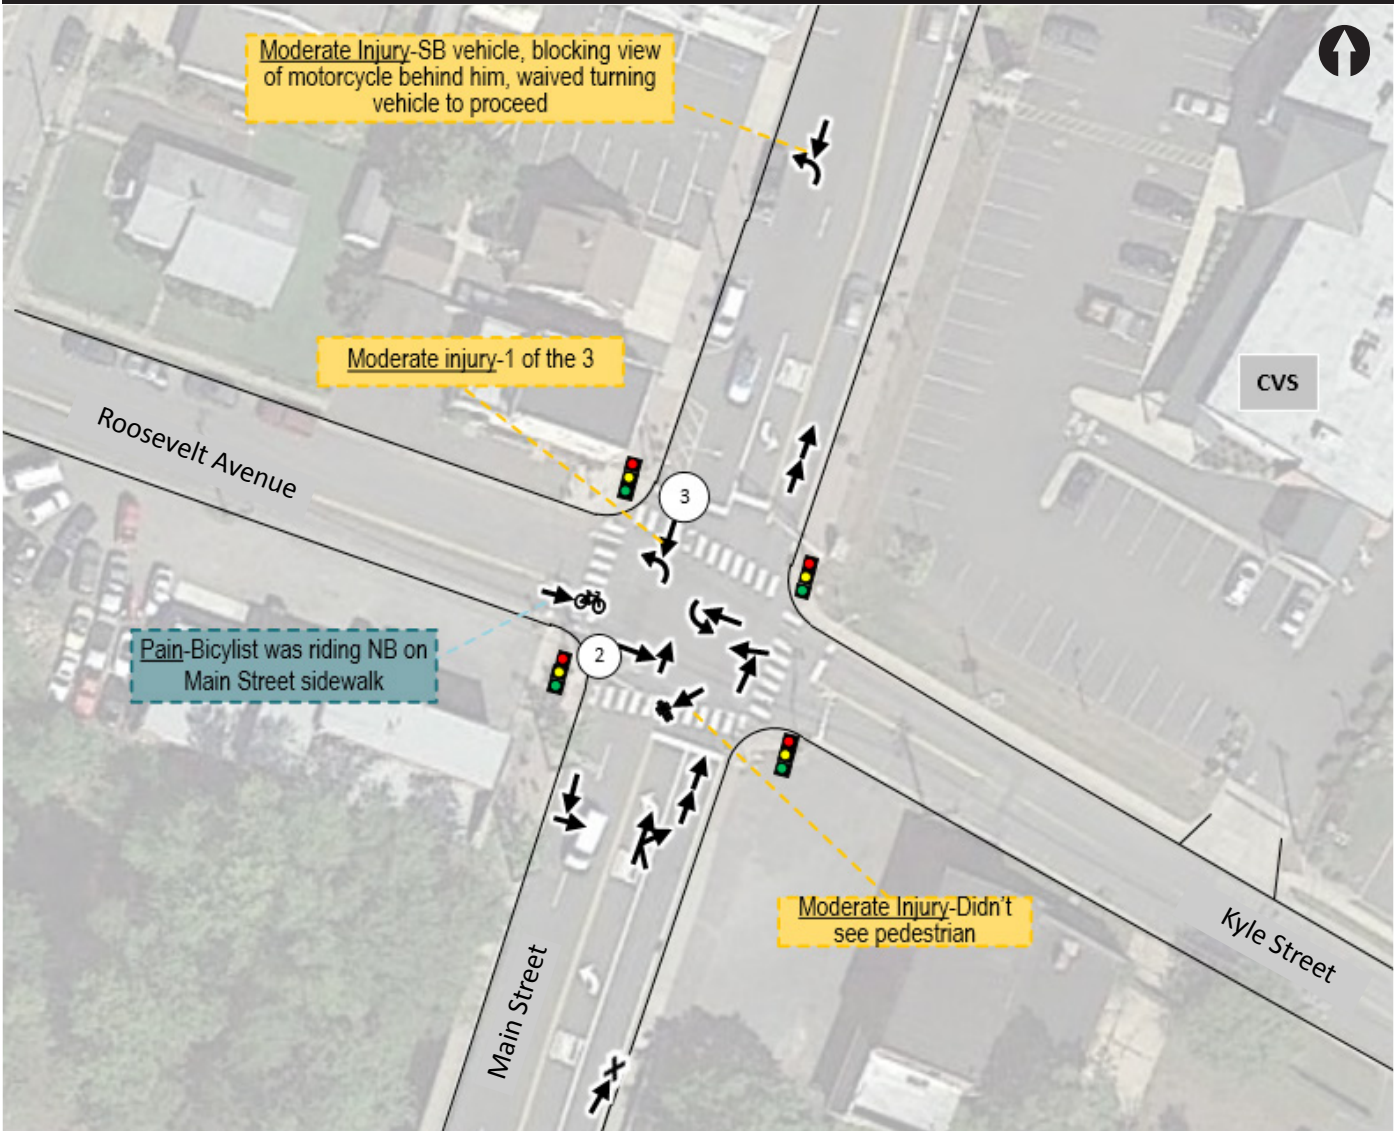 Moderate Injury-SB vehicle, blocking view
of motorcycle behind him, waived turning
vehicle to proceed
Moderate injury-1 of the 3
CVS
Roosevelt Avenue
3
Pain-Bicylist was riding NB on
Main Street sidewalk
2
Moderate Injury-Didn't
see pedestrian
Kyle Street
Main Street